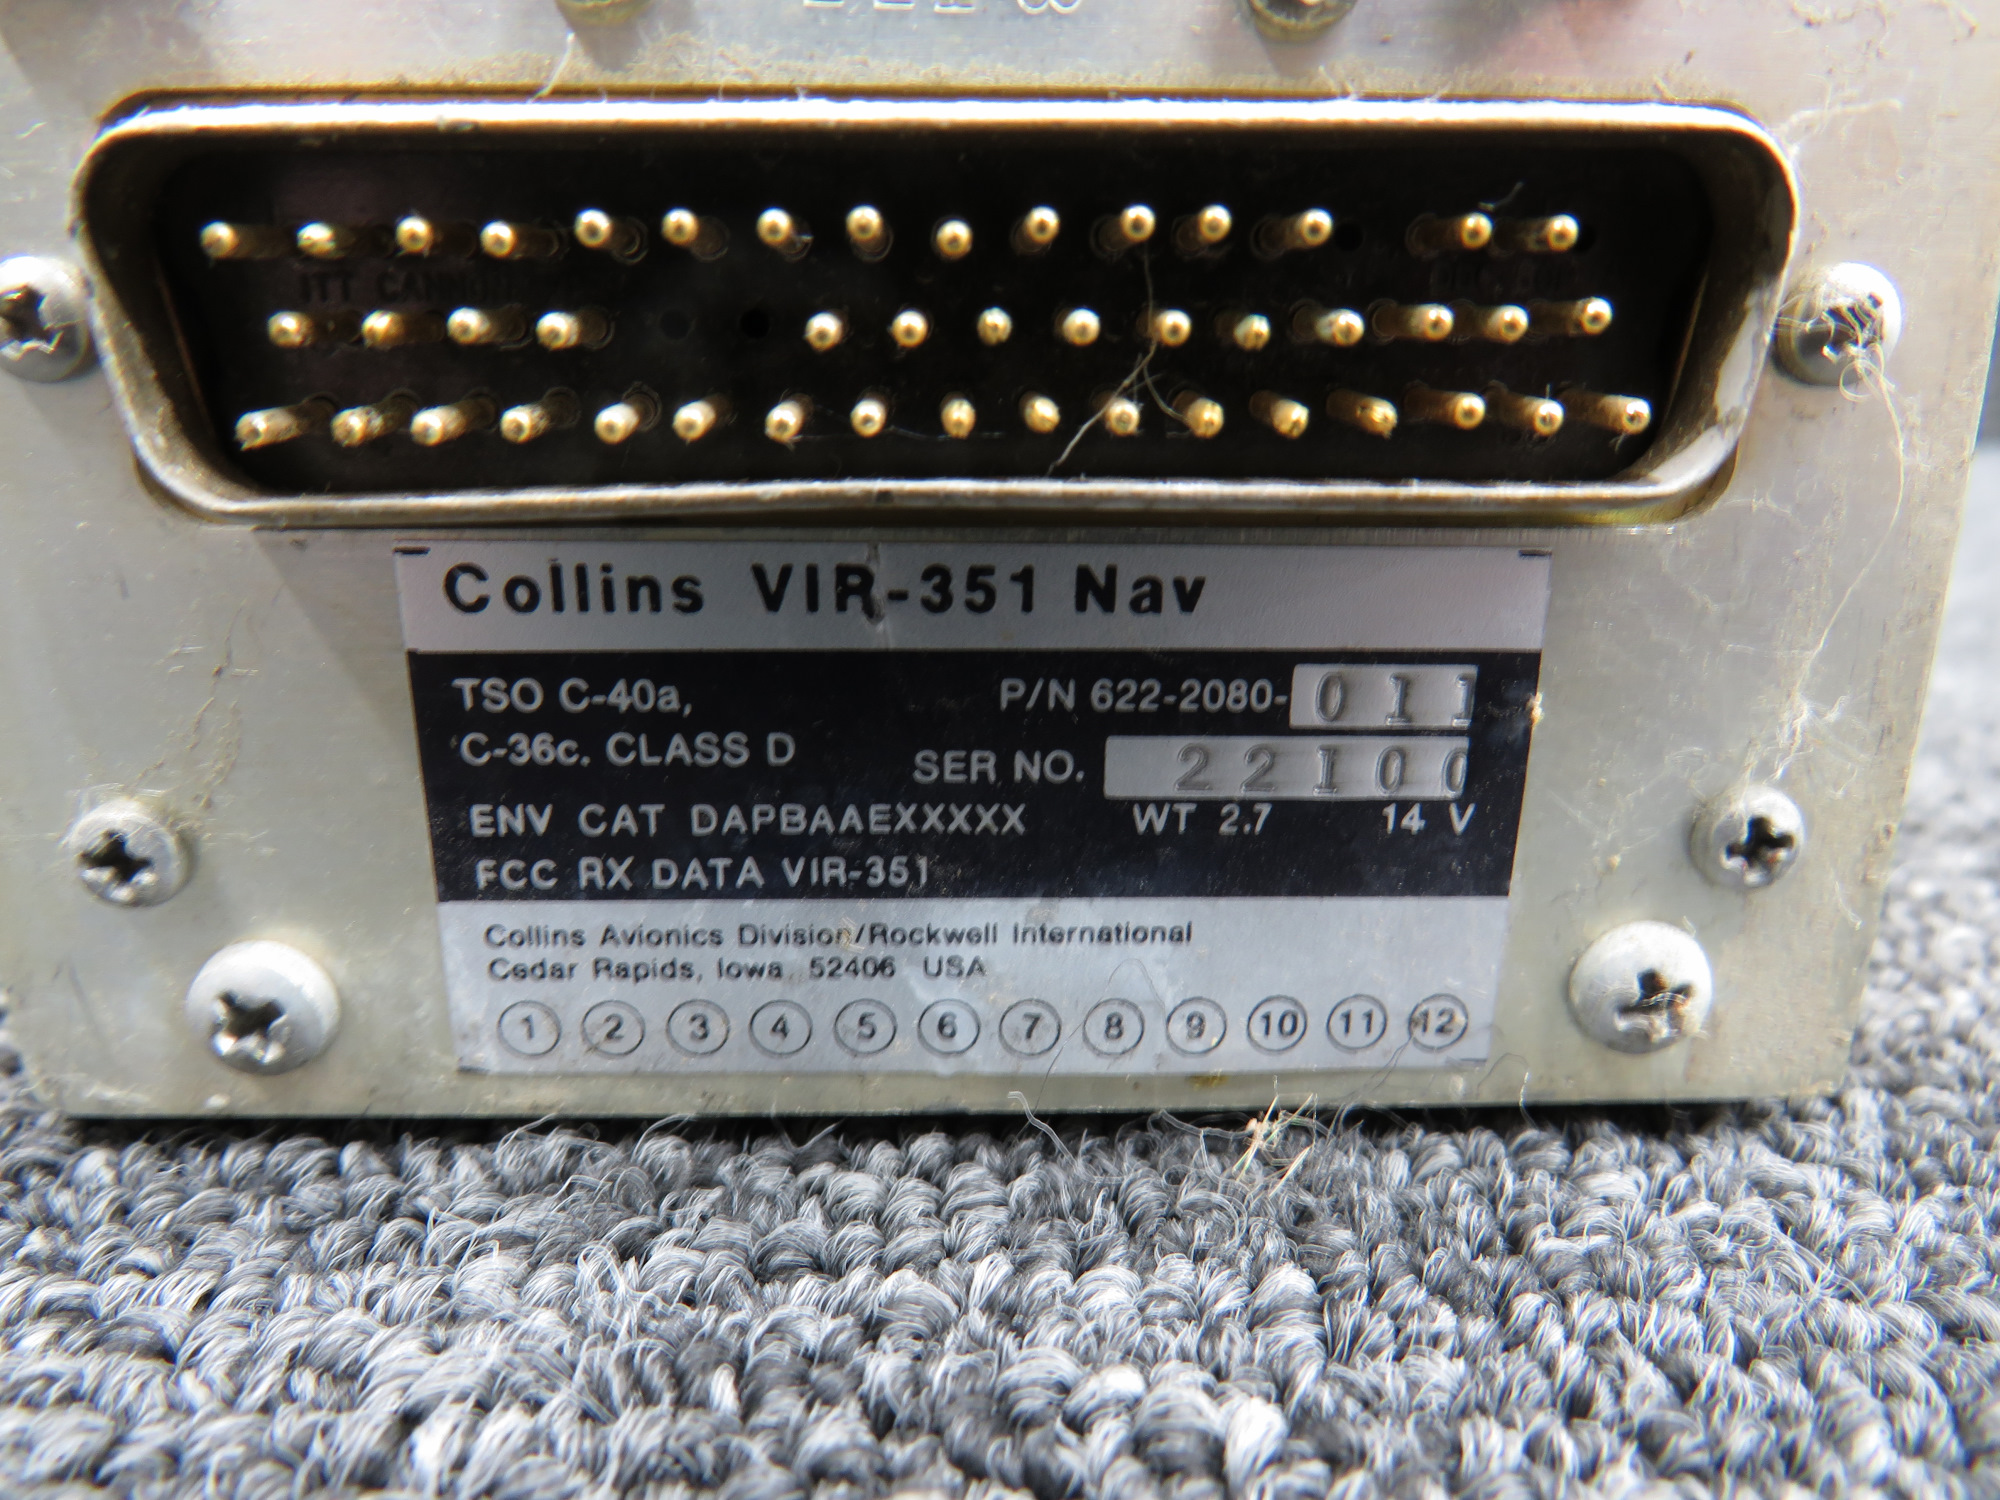 ITT CANNON
Collins VIR-351 Nav
TSO C-40a,
P/N 622-2080-011
C-36c. CLASS D
SER NO. 22100
ENV CAT DAPBAAEXXXXX WT 2.7 14 V
FCC RX DATA VIR-351
Collins Avionics Division/Rockwell International
Cedar Rapids, Iowa 52406 USA
1 2 3 4 5 6 7 8 9 10 11 12